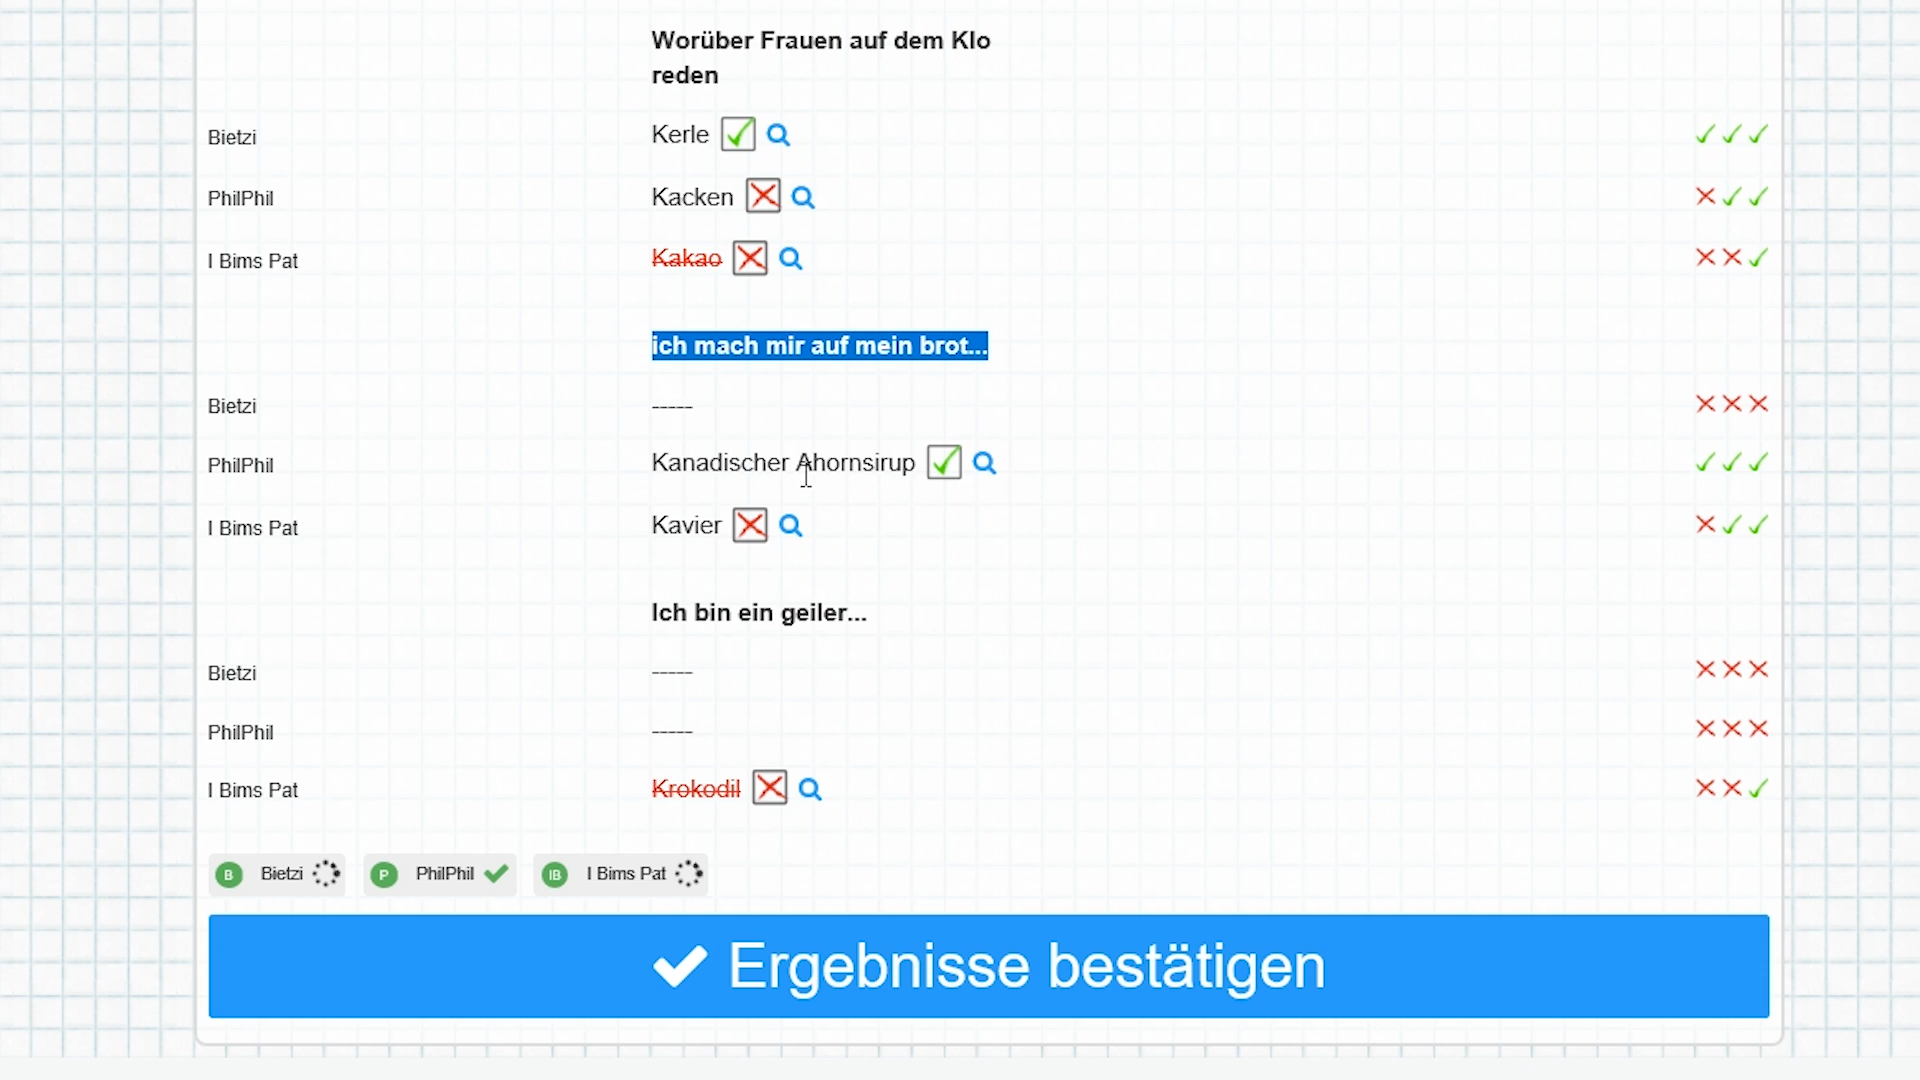 Worüber Frauen auf dem Klo
reden
Bietzi Kerle
PhilPhil Kacken
I Bims Pat Kakao
ich mach mir auf mein brot...
Bietzi -----
PhilPhil Kanadischer Ahornsirup
I Bims Pat Kavier
Ich bin ein geiler...
Bietzi -----
PhilPhil -----
I Bims Pat Krokodil
B Bietzi P PhilPhil IB I Bims Pat
Ergebnisse bestätigen